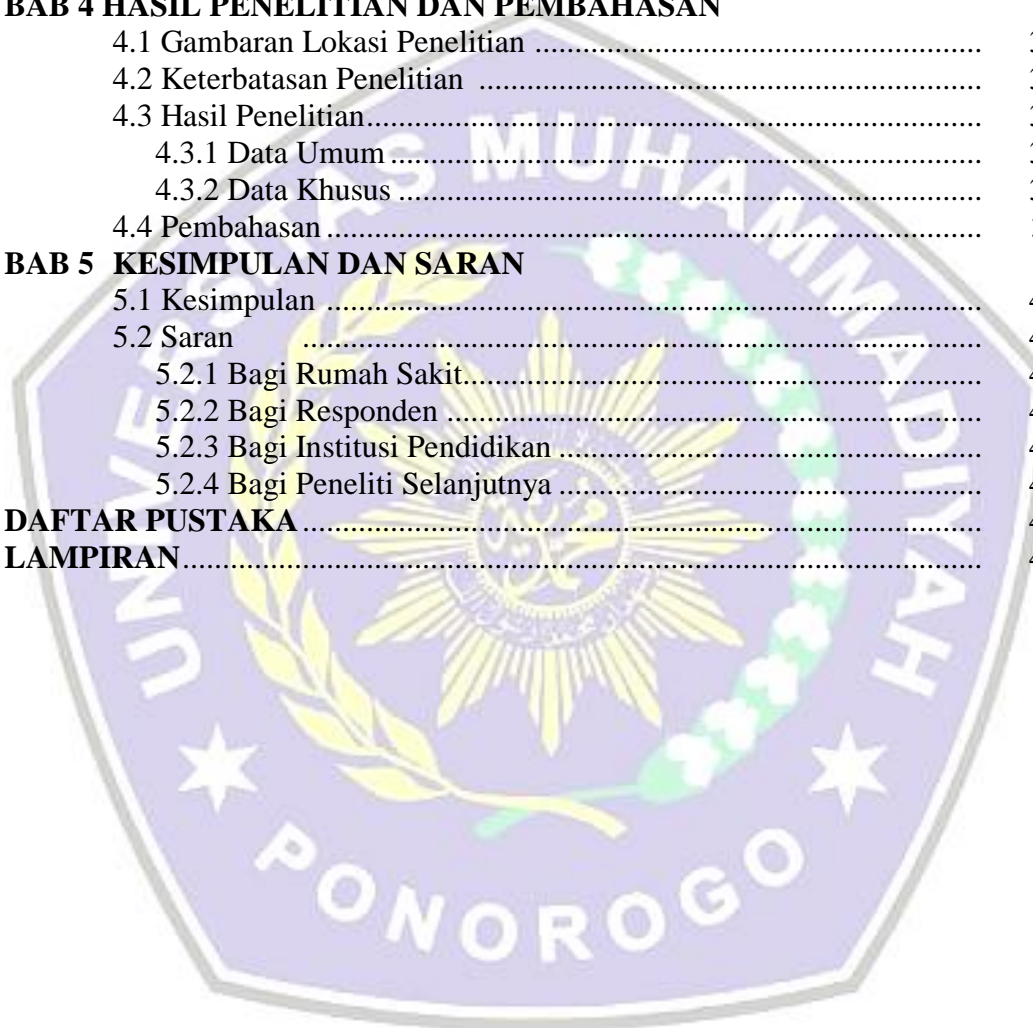 BAB 4 HASIL PENELITIAN DAN PEMBAHASAN
4.1 Gambaran Lokasi Penelitian ....................................................................
4.2 Keterbatasan Penelitian ............................................................................
4.3 Hasil Penelitian..............................................................................................
4.3.1 Data Umum ..........................................................................................
4.3.2 Data Khusus .........................................................................................
4.4 Pembahasan ....................................................................................................
BAB 5 KESIMPULAN DAN SARAN
5.1 Kesimpulan ....................................................................................................
5.2 Saran ........................................................................................................
5.2.1 Bagi Rumah Sakit...............................................................................
5.2.2 Bagi Responden ..................................................................................
5.2.3 Bagi Institusi Pendidikan .................................................................
5.2.4 Bagi Peneliti Selanjutnya ................................................................
DAFTAR PUSTAKA ........................................................................................................
LAMPIRAN..........................................................................................................................
UNIVERSITAS MUHAMMADIYAH
PONOROGO